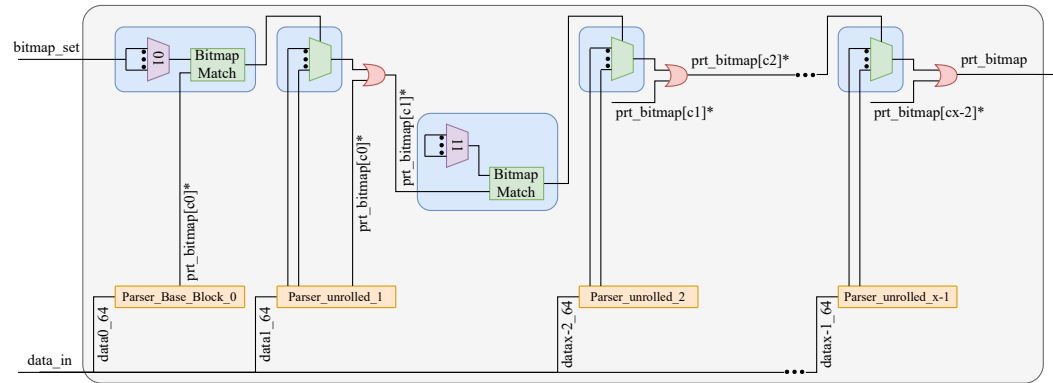 bitmap_set
01
Bitmap
Match
prt_bitmap[c0]*
prt_bitmap[c0]*
prt_bitmap[c1]*
11
Bitmap
Match
prt_bitmap[c2]*
prt_bitmap[c1]*
prt_bitmap
prt_bitmap[cx-2]*
Parser_Base_Block_0
Parser_unrolled_1
Parser_unrolled_2
Parser_unrolled_x-1
data0_64
data1_64
datax-2_64
datax-1_64
data_in